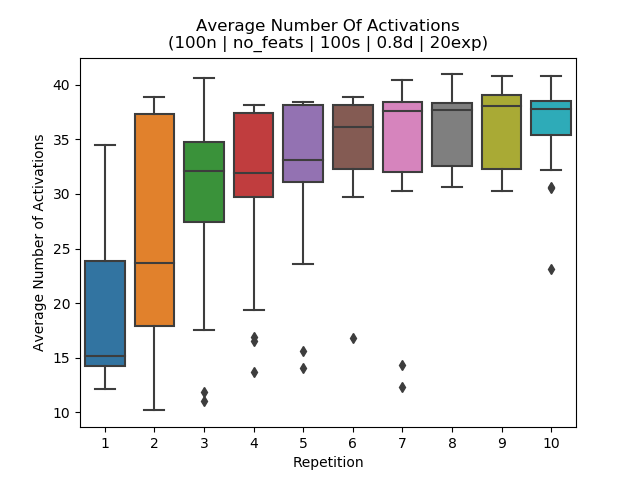 Average Number Of Activations
(100n | no_feats | 100s | 0.8d | 20exp)
Average Number of Activations
40
35
30
25
20
15
10
1 2 3 4 5 6 7 8 9 10
Repetition